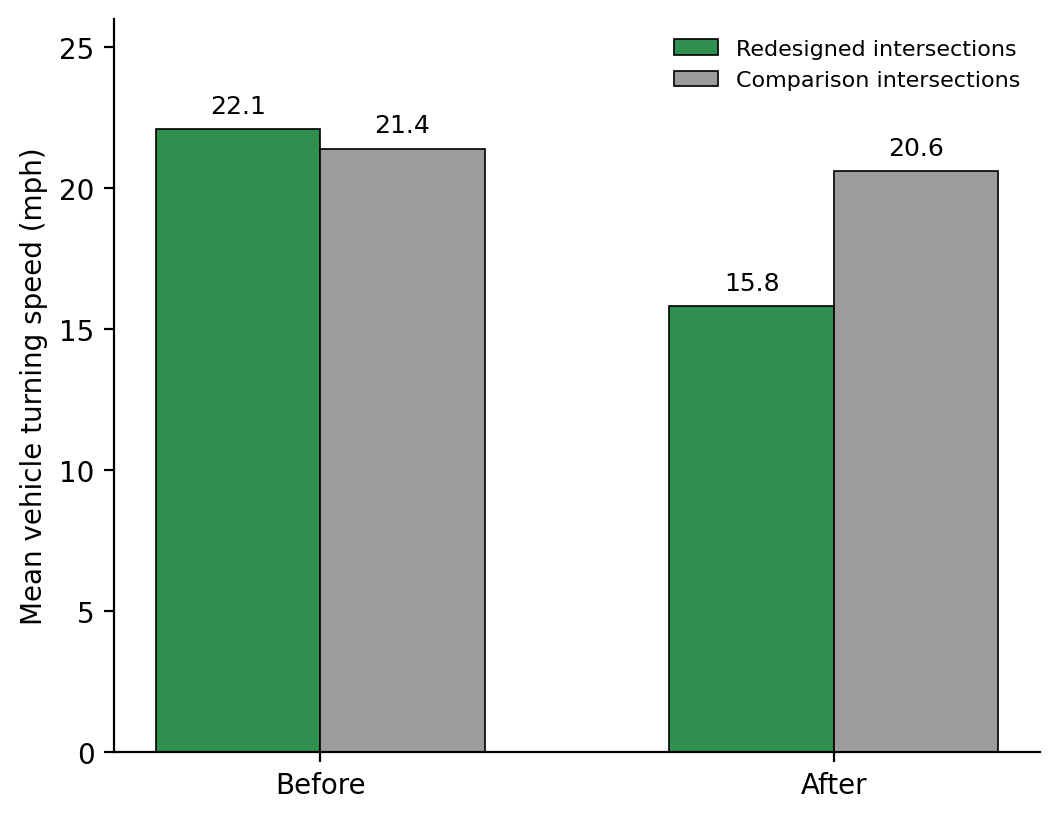 Redesigned intersections
Comparison intersections
Mean vehicle turning speed (mph)
25
20
15
10
5
0
22.1
21.4
15.8
20.6
Before
After